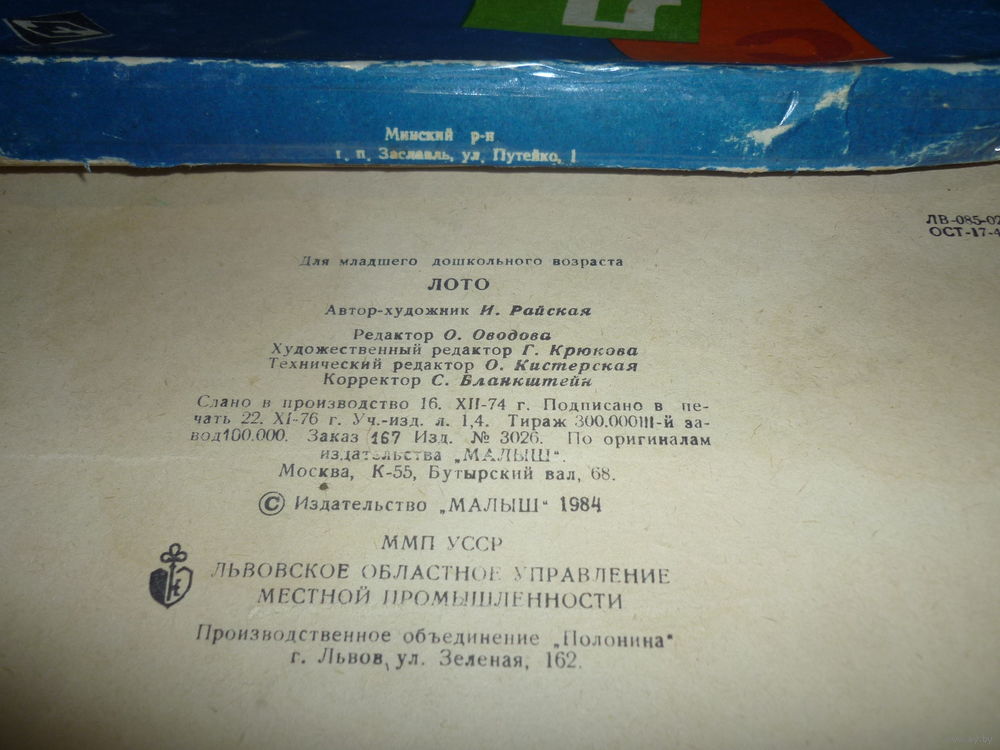 Минский р-н
г. п. Заславль, ул. Путейко, 1
ЛВ-085-02
ОСТ-17-4
Для младшего дошкольного возраста
ЛОТО
Автор-художник И. Райская
Редактор О. Оводова
Художественный редактор Г. Крюкова
Технический редактор О. Кистерская
Корректор С. Бланкштейн
Сдано в производство 16. XII-74 г. Подписано в пе-
чать 22. XI-76 г. Уч.-изд. л. 1,4. Тираж 300.000III-й за-
вод100.000. Заказ 167 Изд. № 3026. По оригиналам
издательства „МАЛЫШ“.
Москва, К-55, Бутырский вал, 68.
© Издательство „МАЛЫШ“ 1984
ММП УССР
ЛЬВОВСКОЕ ОБЛАСТНОЕ УПРАВЛЕНИЕ
МЕСТНОЙ ПРОМЫШЛЕННОСТИ
Производственное объединение „Полонина“
г. Львов, ул. Зеленая, 162.